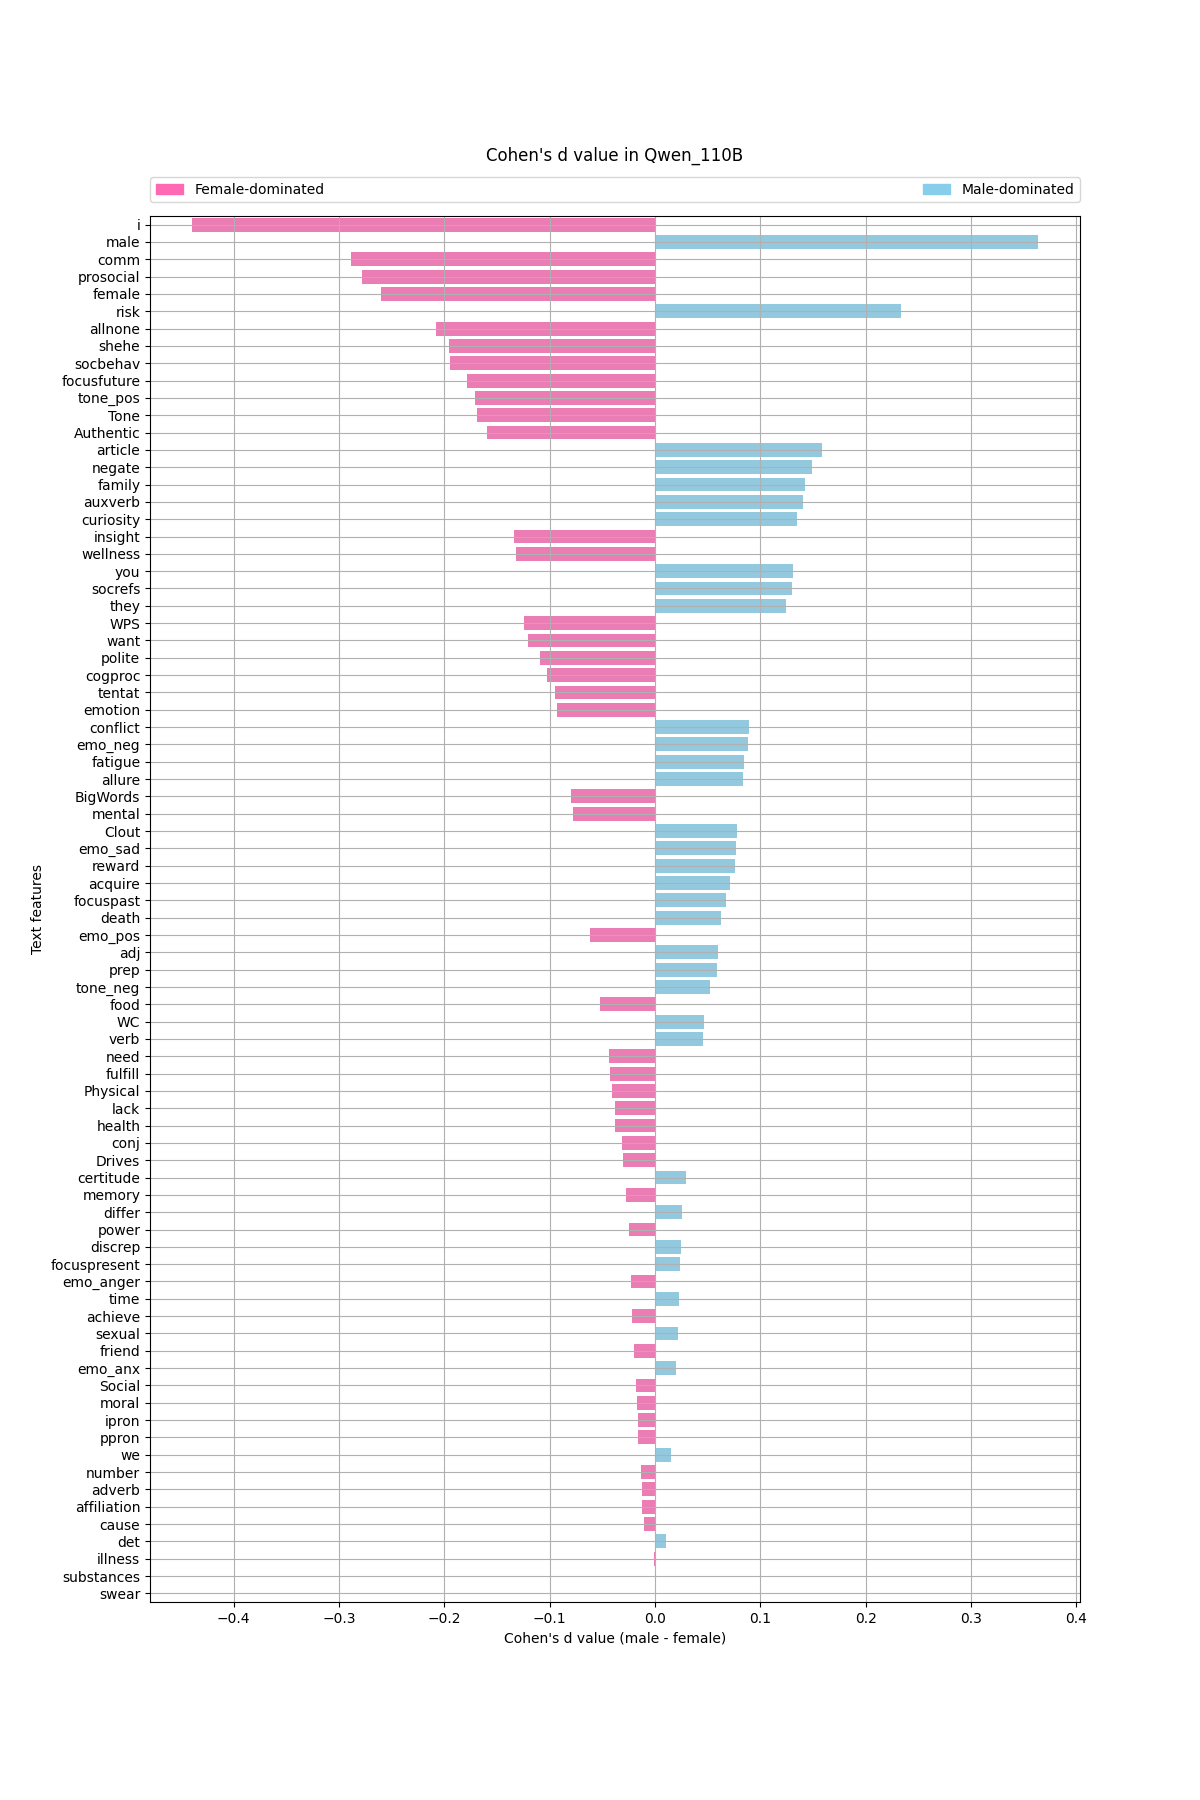 Cohen's d value in Qwen_110B
Female-dominated
Male-dominated
i
male
comm
prosocial
female
risk
allnone
shehe
socbehav
focusfuture
tone_pos
Tone
Authentic
article
negate
family
auxverb
curiosity
insight
wellness
you
socrefs
they
WPS
want
polite
cogproc
tentat
emotion
conflict
emo_neg
fatigue
allure
BigWords
mental
Clout
emo_sad
reward
acquire
focuspast
death
emo_pos
adj
prep
tone_neg
food
WC
verb
need
fulfill
Physical
lack
health
conj
Drives
certitude
memory
differ
power
discrep
focuspresent
emo_anger
time
achieve
sexual
friend
emo_anx
Social
moral
ipron
ppron
we
number
adverb
affiliation
cause
det
illness
substances
swear
Text features
−0.4 −0.3 −0.2 −0.1 0.0 0.1 0.2 0.3 0.4
Cohen's d value (male - female)